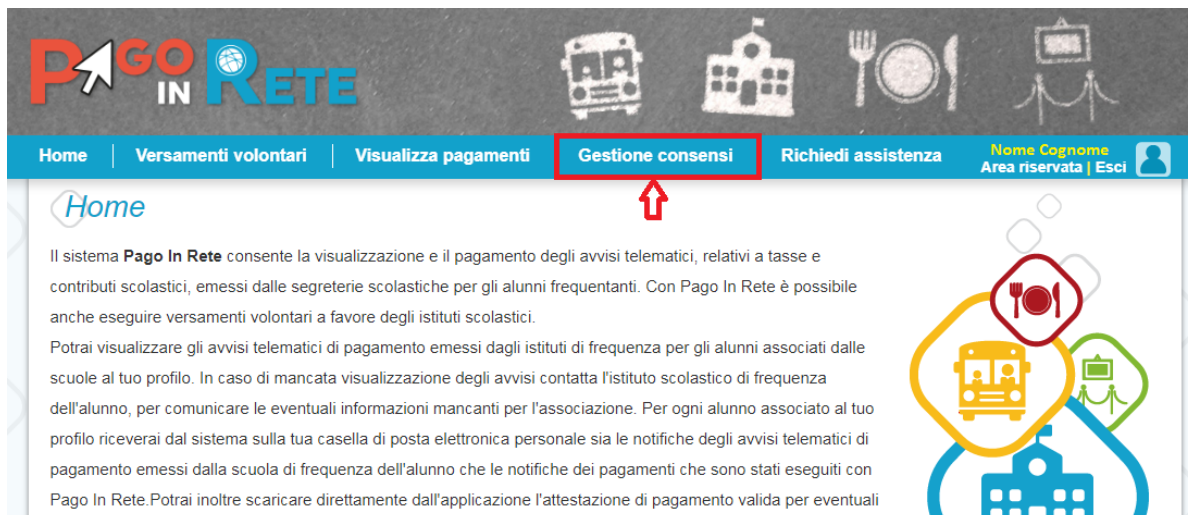 PAGO IN RETE
Home Versamenti volontari Visualizza pagamenti Gestione consensi Richiedi assistenza Nome Cognome
Area riservata | Esci
Home
Il sistema Pago In Rete consente la visualizzazione e il pagamento degli avvisi telematici, relativi a tasse e
contributi scolastici, emessi dalle segreterie scolastiche per gli alunni frequentanti. Con Pago In Rete è possibile
anche eseguire versamenti volontari a favore degli istituti scolastici.
Potrai visualizzare gli avvisi telematici di pagamento emessi dagli istituti di frequenza per gli alunni associati dalle
scuole al tuo profilo. In caso di mancata visualizzazione degli avvisi contatta l'istituto scolastico di frequenza
dell'alunno, per comunicare le eventuali informazioni mancanti per l'associazione. Per ogni alunno associato al tuo
profilo riceverai dal sistema sulla tua casella di posta elettronica personale sia le notifiche degli avvisi telematici di
pagamento emessi dalla scuola di frequenza dell'alunno che le notifiche dei pagamenti che sono stati eseguiti con
Pago In Rete.Potrai inoltre scaricare direttamente dall'applicazione l'attestazione di pagamento valida per eventuali